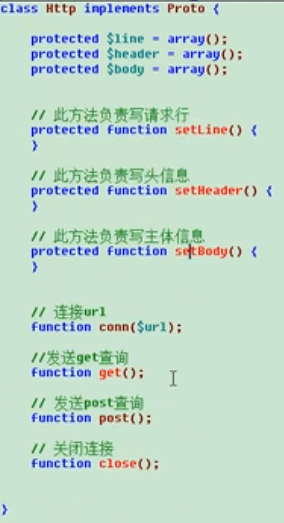 class Http implements Proto {
protected $line = array();
protected $header = array();
protected $body = array();
// 此方法负责写请求行
protected function setLine() {
}
// 此方法负责写头信息
protected function setHeader() {
}
// 此方法负责写主体信息
protected function setBody() {
}
// 连接url
function conn($url);
//发送get查询
function get();
// 发送post查询
function post();
// 关闭连接
function close();
}